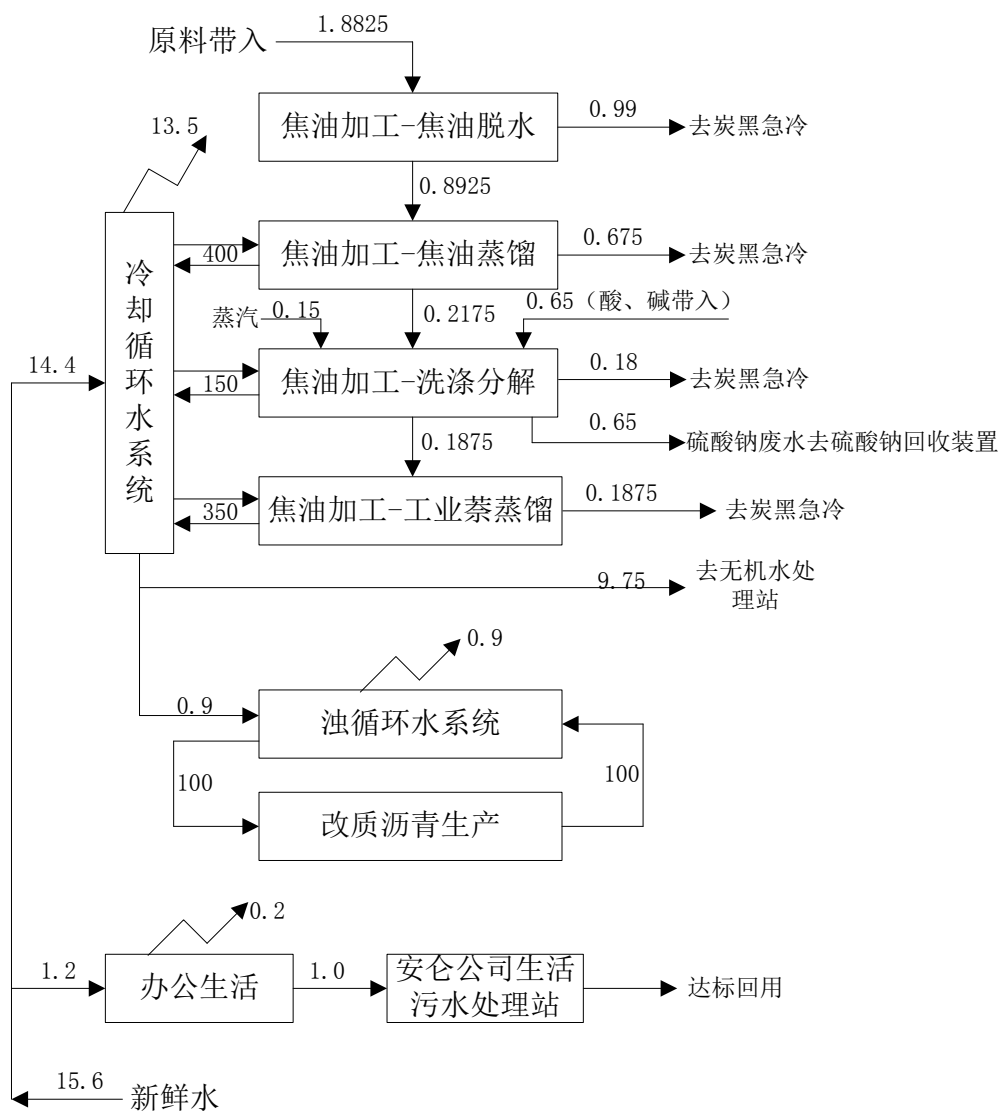 1.8825
原料带入
焦油加工-焦油脱水
0.99
去炭黑急冷
13.5
0.8925
冷却循环水系统
400
焦油加工-焦油蒸馏
0.675
去炭黑急冷
蒸汽
0.15
0.2175
0.65（酸、碱带入）
14.4
150
焦油加工-洗涤分解
0.18
去炭黑急冷
0.65
硫酸钠废水去硫酸钠回收装置
0.1875
350
焦油加工-工业萘蒸馏
0.1875
去炭黑急冷
9.75
去无机水处
理站
0.9
0.9
浊循环水系统
100
100
改质沥青生产
0.2
1.2
办公生活
1.0
安仑公司生活
污水处理站
达标回用
15.6
新鲜水